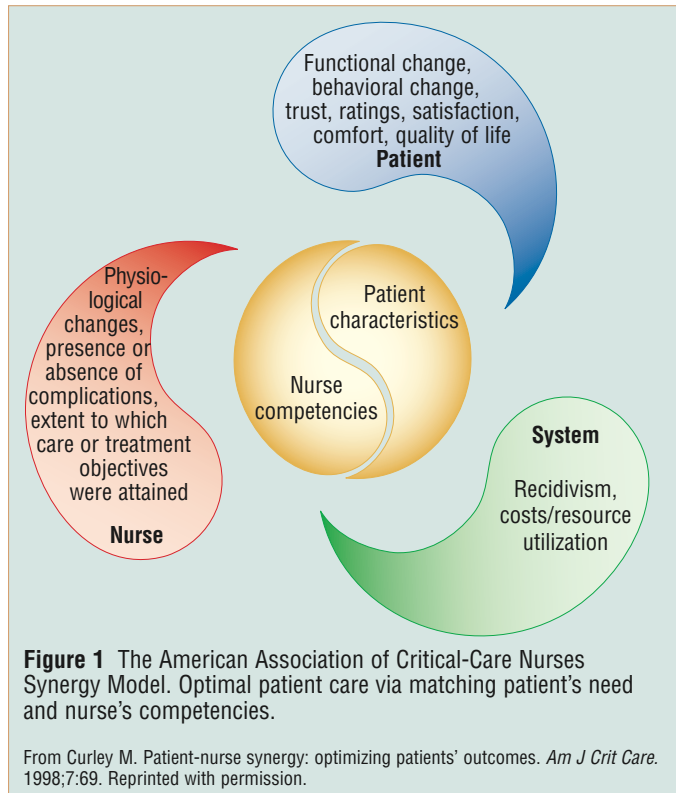 Functional change,
behavioral change,
trust, ratings, satisfaction,
comfort, quality of life
Patient
Physio-
logical
changes,
presence or
absence of
complications,
extent to which
care or treatment
objectives
were attained
Nurse
Patient
characteristics
Nurse
competencies
System
Recidivism,
costs/resource
utilization
Figure 1 The American Association of Critical-Care Nurses
Synergy Model. Optimal patient care via matching patient's need
and nurse's competencies.
From Curley M. Patient-nurse synergy: optimizing patients' outcomes. Am J Crit Care.
1998;7:69. Reprinted with permission.